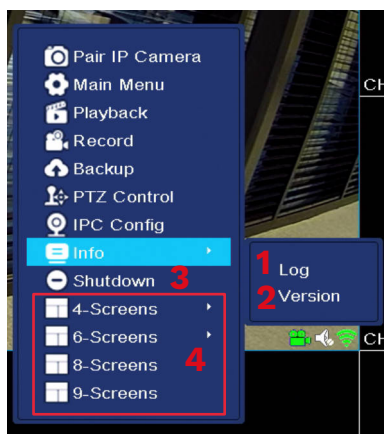 Pair IP Camera
Main Menu
CH
Playback
Record
Backup
PTZ Control
IPC Config
Info
1 Log
Shutdown 3
2 Version
4-Screens
6-Screens
CH
8-Screens 4
9-Screens